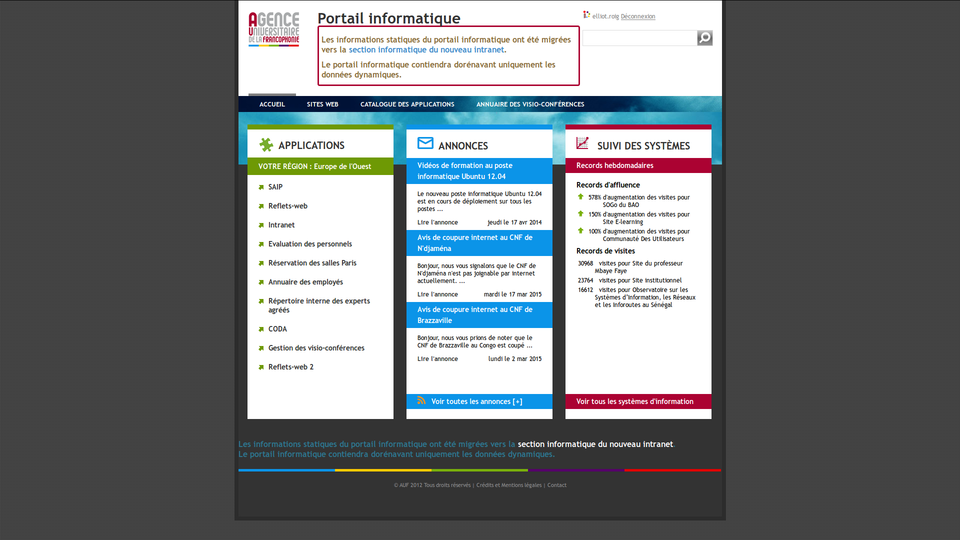 AGENCE
UNIVERSITAIRE
DE LA FRANCOPHONIE
Portail informatique
Les informations statiques du portail informatique ont été migrées
vers la section informatique du nouveau intranet.
Le portail informatique contiendra dorénavant uniquement les
données dynamiques.
elliot.roig Déconnexion
ACCUEIL SITES WEB CATALOGUE DES APPLICATIONS ANNUAIRE DES VISIO-CONFÉRENCES
APPLICATIONS
VOTRE RÉGION : Europe de l'Ouest
SAIP
Reflets-web
Intranet
Evaluation des personnels
Réservation des salles Paris
Annuaire des employés
Répertoire interne des experts
agréés
CODA
Gestion des visio-conférences
Reflets-web 2
ANNONCES
Vidéos de formation au poste
informatique Ubuntu 12.04
Le nouveau poste informatique Ubuntu 12.04
est en cours de déploiement sur tous les
postes ...
Lire l'annonce jeudi le 17 avr 2014
Avis de coupure internet au CNF de
N'djaména
Bonjour, nous vous signalons que le CNF de
N'djaména n'est pas joignable par internet
actuellement. ...
Lire l'annonce mardi le 17 mar 2015
Avis de coupure internet au CNF de
Brazzaville
Bonjour, nous vous prions de noter que le
CNF de Brazzaville au Congo est coupé ...
Lire l'annonce lundi le 2 mar 2015
Voir toutes les annonces [+]
SUIVI DES SYSTÈMES
Records hebdomadaires
Records d'affluence
578% d'augmentation des visites pour
SOGo du BAO
150% d'augmentation des visites pour
Site E-learning
100% d'augmentation des visites pour
Communauté Des Utilisateurs
Records de visites
30968 visites pour Site du professeur
Mbaye Faye
23764 visites pour Site institutionnel
16612 visites pour Observatoire sur les
Systèmes d'Information, les Réseaux
et les Inforoutes au Sénégal
Voir tous les systèmes d'information
Les informations statiques du portail informatique ont été migrées vers la section informatique du nouveau intranet.
Le portail informatique contiendra dorénavant uniquement les données dynamiques.
© AUF 2012 Tous droits réservés | Crédits et Mentions légales | Contact